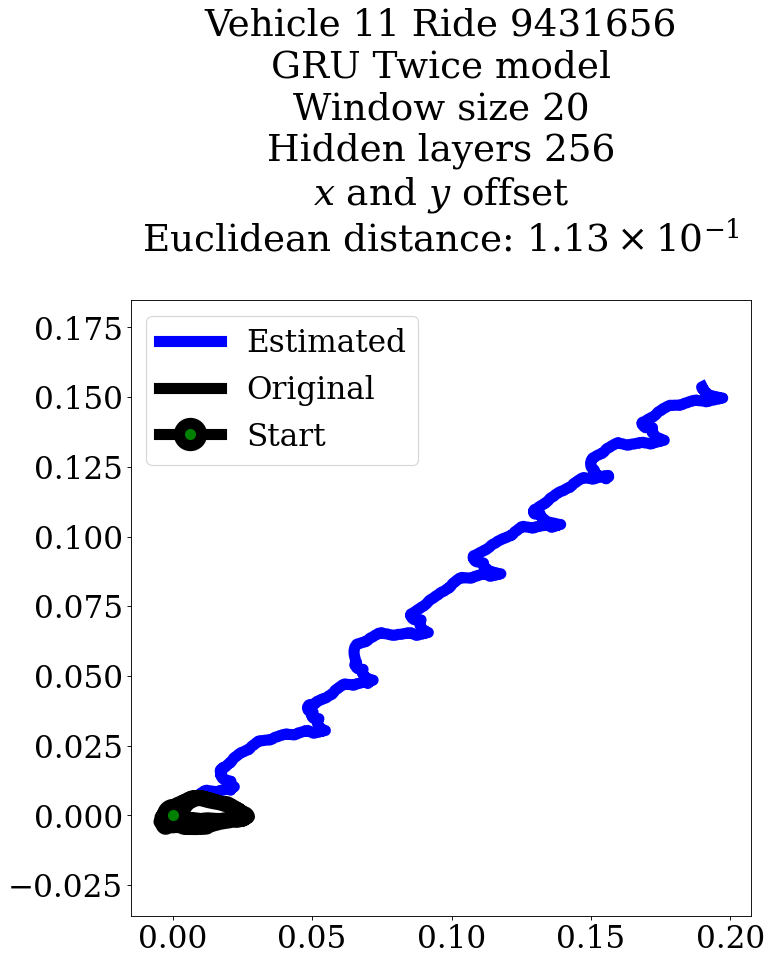 Vehicle 11 Ride 9431656
GRU Twice model
Window size 20
Hidden layers 256
x and y offset
Euclidean distance: 1.13 × 10⁻¹
Estimated
Original
Start
0.175
0.150
0.125
0.100
0.075
0.050
0.025
0.000
−0.025
0.00 0.05 0.10 0.15 0.20